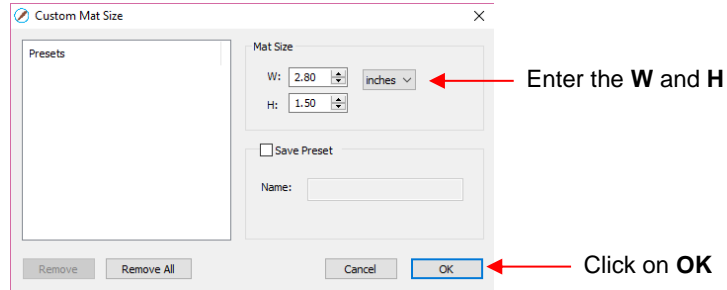 Custom Mat Size
Presets
Mat Size
W: 2.80 inches
Enter the W and H
H: 1.50
Save Preset
Name:
Remove Remove All Cancel OK
Click on OK